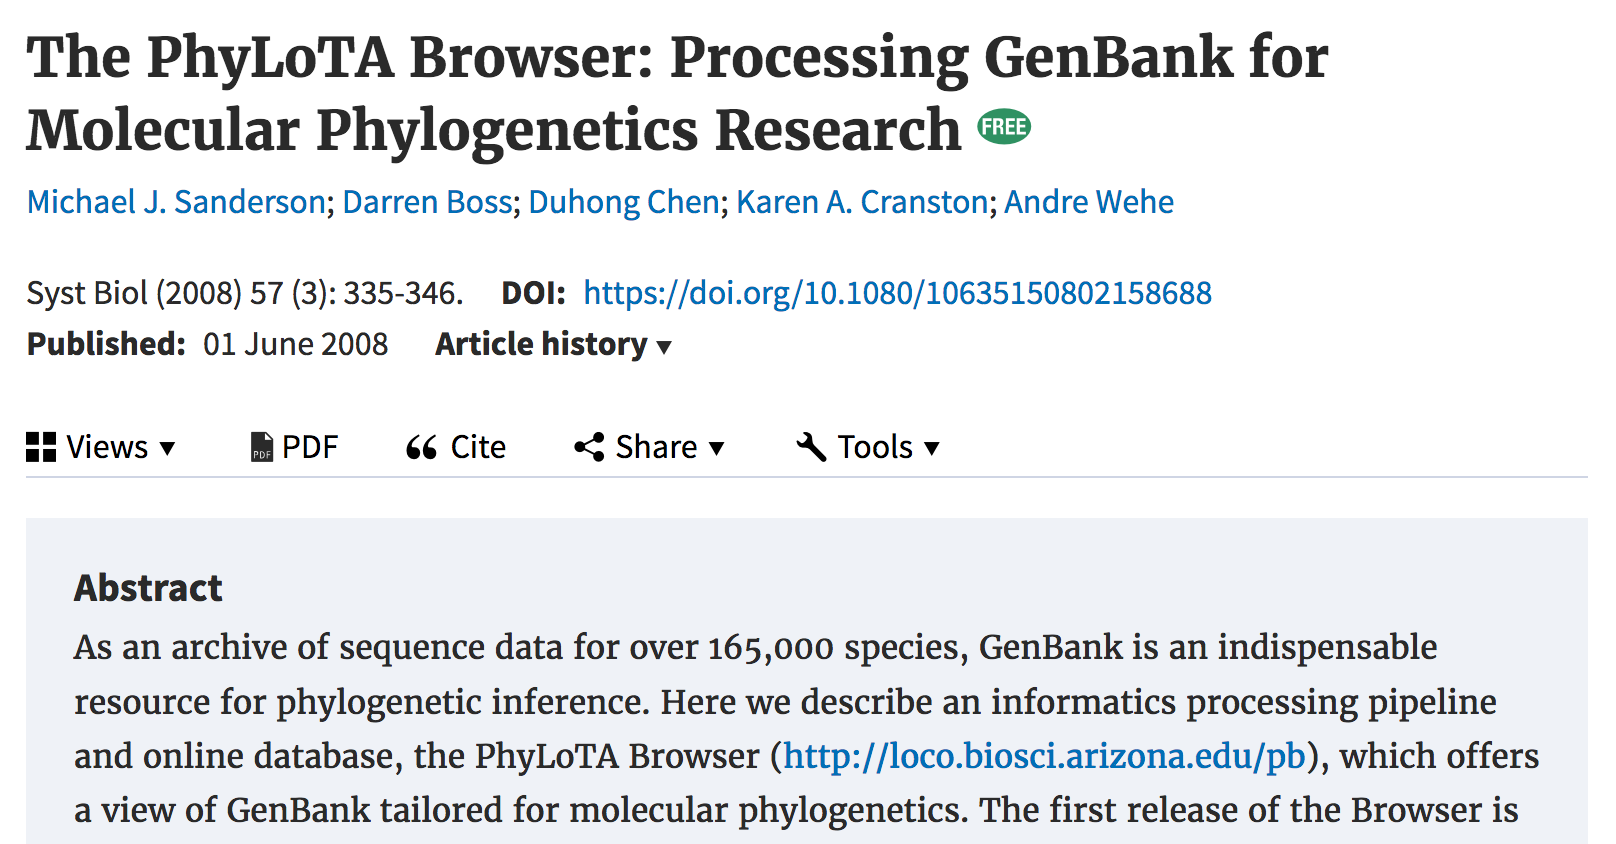 The PhyLoTA Browser: Processing GenBank for
Molecular Phylogenetics Research FREE
Michael J. Sanderson; Darren Boss; Duhong Chen; Karen A. Cranston; Andre Wehe
Syst Biol (2008) 57 (3): 335-346. DOI: https://doi.org/10.1080/10635150802158688
Published: 01 June 2008 Article history ▼
Views ▼ PDF PDF Cite Share ▼ Tools ▼
Abstract
As an archive of sequence data for over 165,000 species, GenBank is an indispensable
resource for phylogenetic inference. Here we describe an informatics processing pipeline
and online database, the PhyLoTA Browser (http://loco.biosci.arizona.edu/pb), which offers
a view of GenBank tailored for molecular phylogenetics. The first release of the Browser is